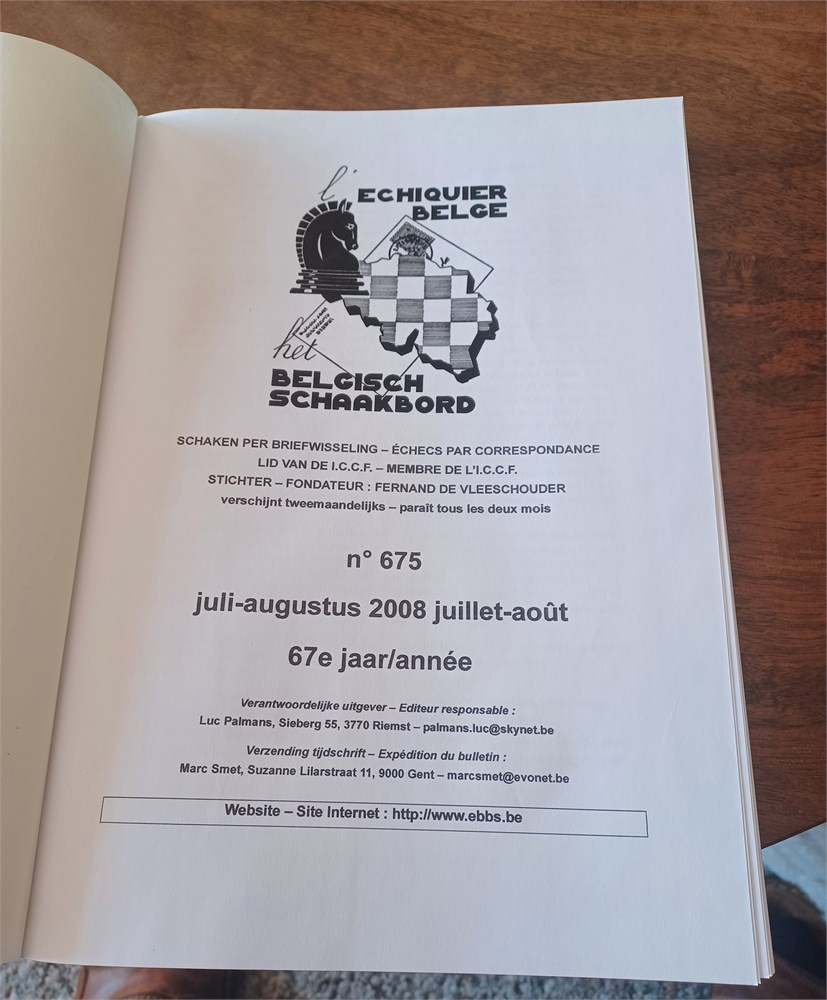 l'ECHIQUIER
BELGE
het
BELGISCH
SCHAAKBORD
SCHAKEN PER BRIEFWISSELING – ÉCHECS PAR CORRESPONDANCE
LID VAN DE I.C.C.F. – MEMBRE DE L'I.C.C.F.
STICHTER – FONDATEUR : FERNAND DE VLEESCHOUDER
verschijnt tweemaandelijks – paraît tous les deux mois
n° 675
juli-augustus 2008 juillet-août
67e jaar/année
Verantwoordelijke uitgever – Editeur responsable :
Luc Palmans, Sieberg 55, 3770 Riemst – palmans.luc@skynet.be
Verzending tijdschrift – Expédition du bulletin :
Marc Smet, Suzanne Lilarstraat 11, 9000 Gent – marcsmet@evonet.be
Website – Site Internet : http://www.ebbs.be